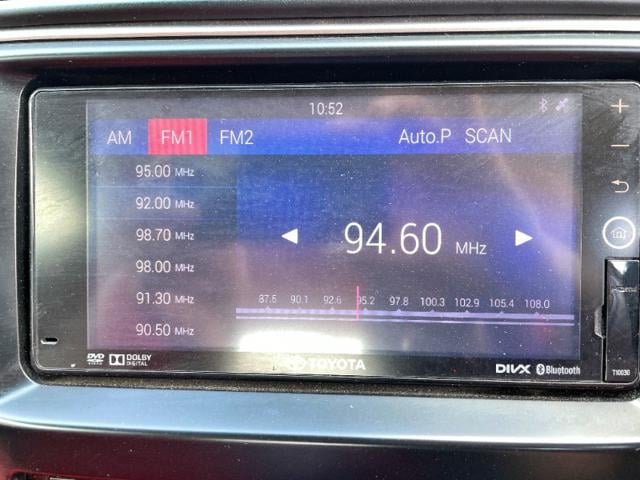 10:52
AM FM1 FM2 Auto.P SCAN
95.00 MHz
92.00 MHz
98.70 MHz
98.00 MHz
91.30 MHz
90.50 MHz
94.60 MHz
87.5 90.1 92.6 95.2 97.8 100.3 102.9 105.4 108.0
DVD DOLBY DIGITAL TOYOTA DIVX Bluetooth T10030